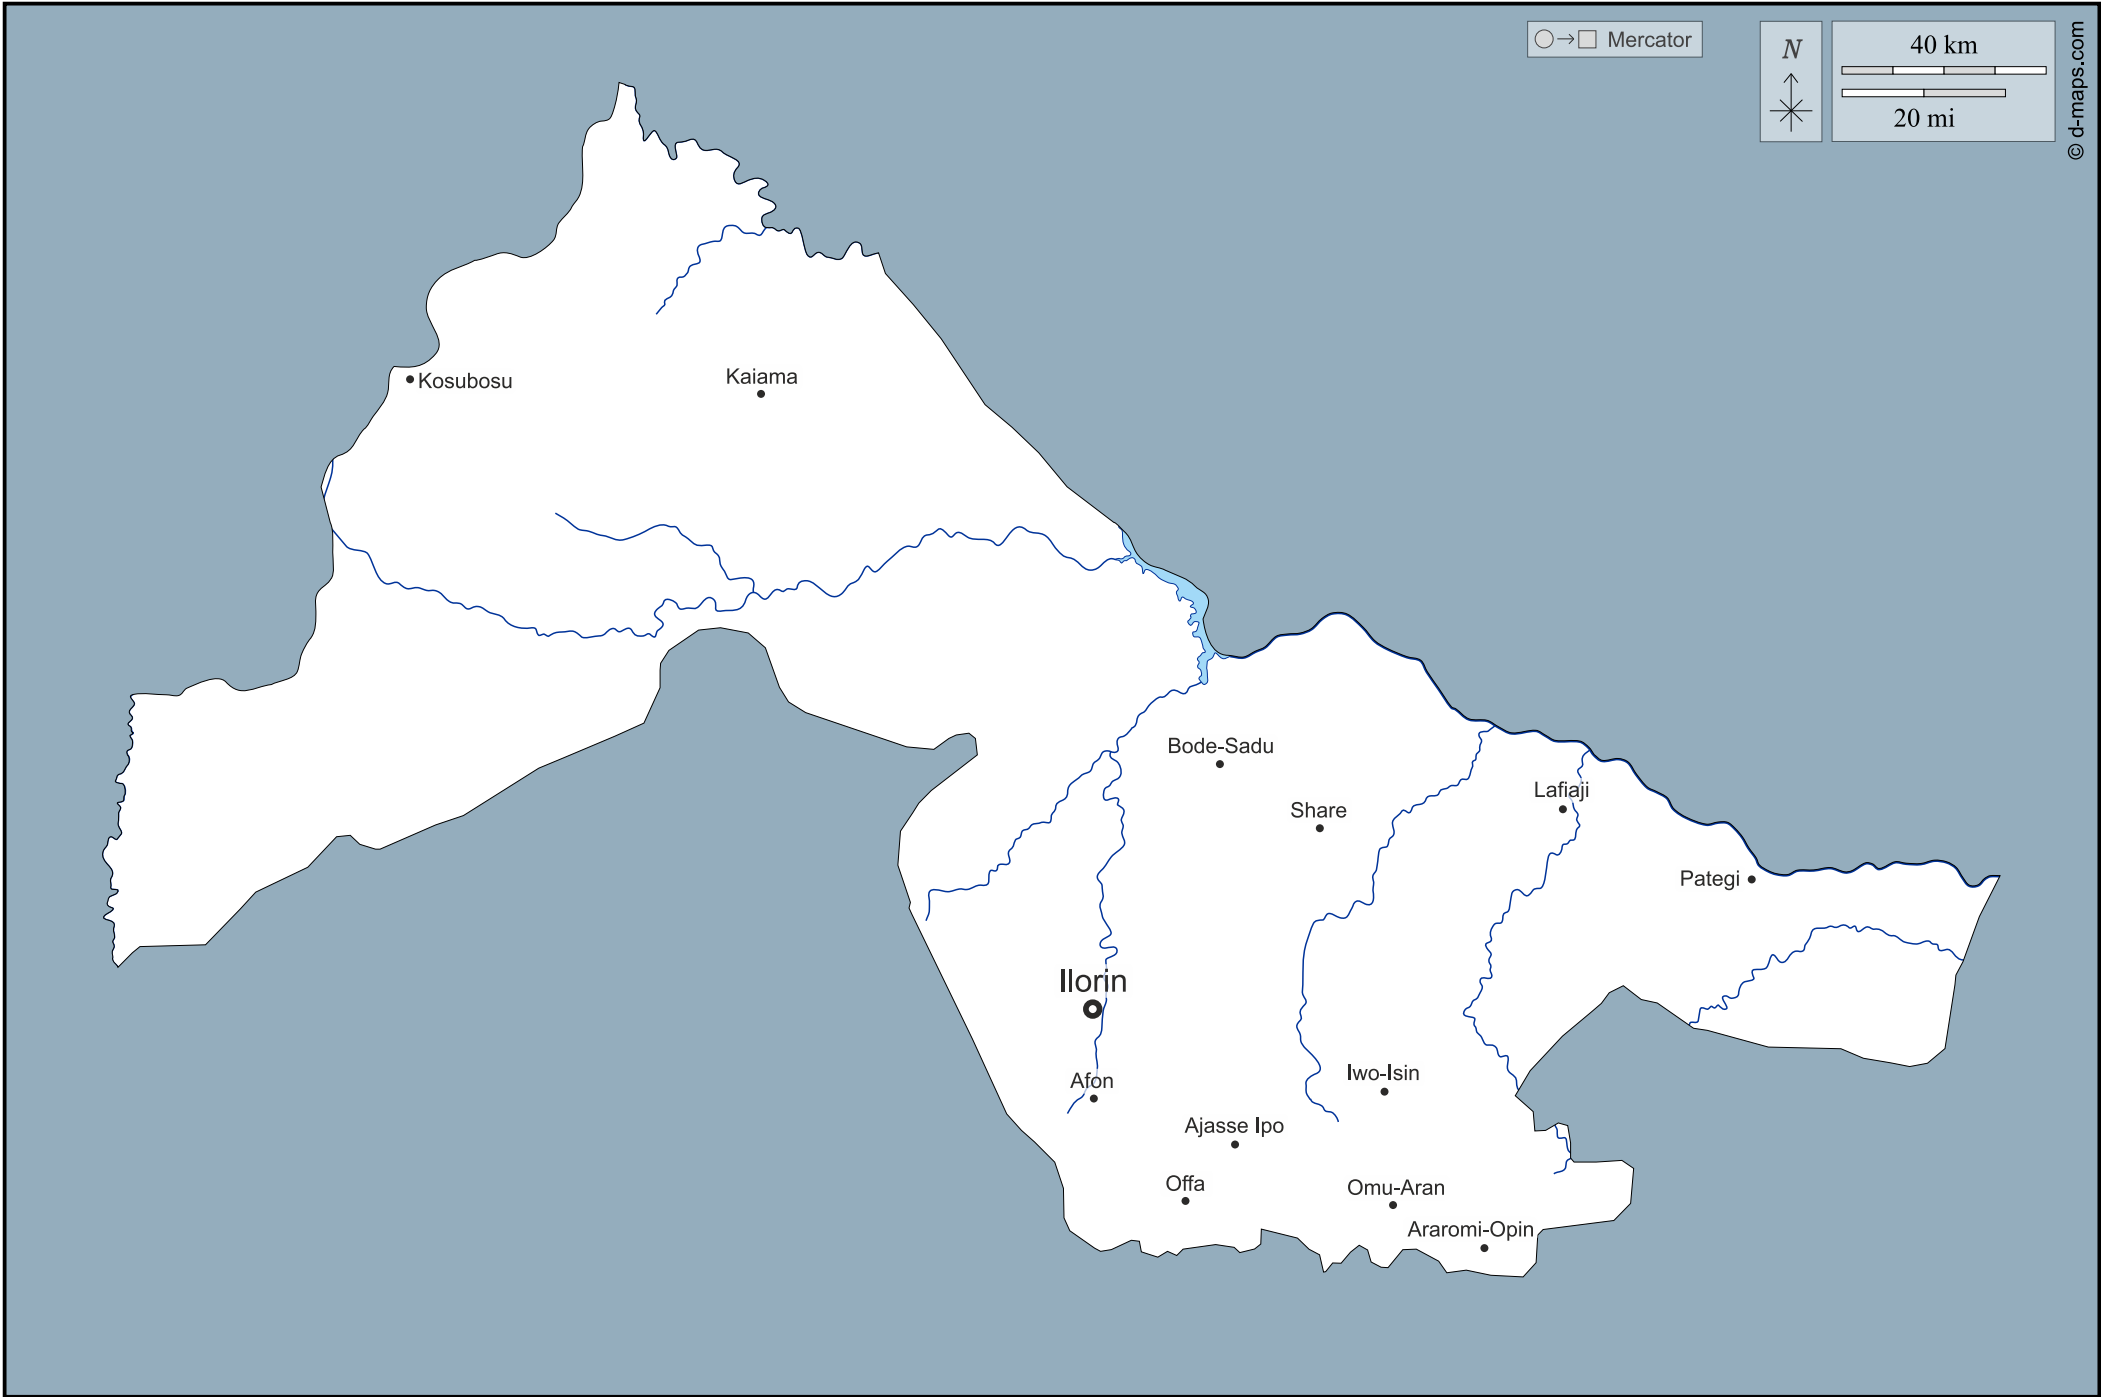 Mercator
N
40 km
20 mi
© d-maps.com
Kosubosu
Kaiama
Bode-Sadu
Lafiaji
Share
Pategi
Ilorin
Iwo-Isin
Afon
Ajasse Ipo
Offa
Omu-Aran
Araromi-Opin